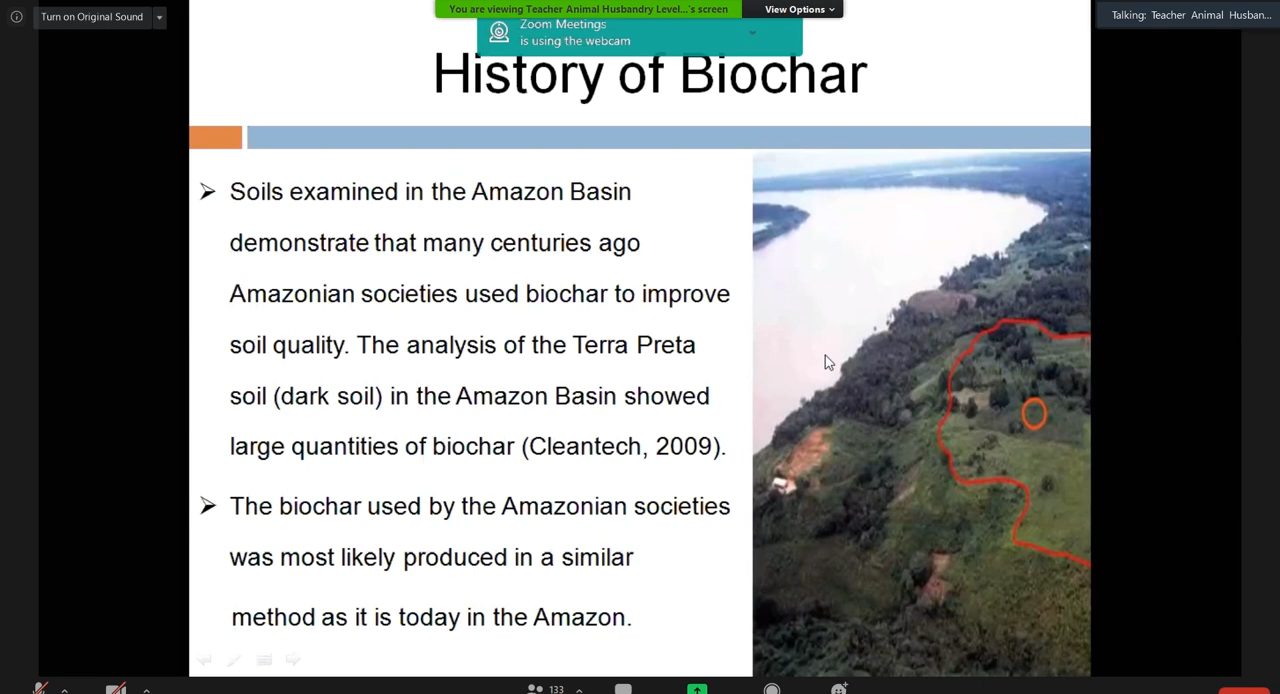 Turn on Original Sound
You are viewing Teacher Animal Husbandry Level...'s screen
View Options
Talking: Teacher Animal Husban...
Zoom Meetings
is using the webcam
History of Biochar
Soils examined in the Amazon Basin
demonstrate that many centuries ago
Amazonian societies used biochar to improve
soil quality. The analysis of the Terra Preta
soil (dark soil) in the Amazon Basin showed
large quantities of biochar (Cleantech, 2009).
The biochar used by the Amazonian societies
was most likely produced in a similar
method as it is today in the Amazon.
133